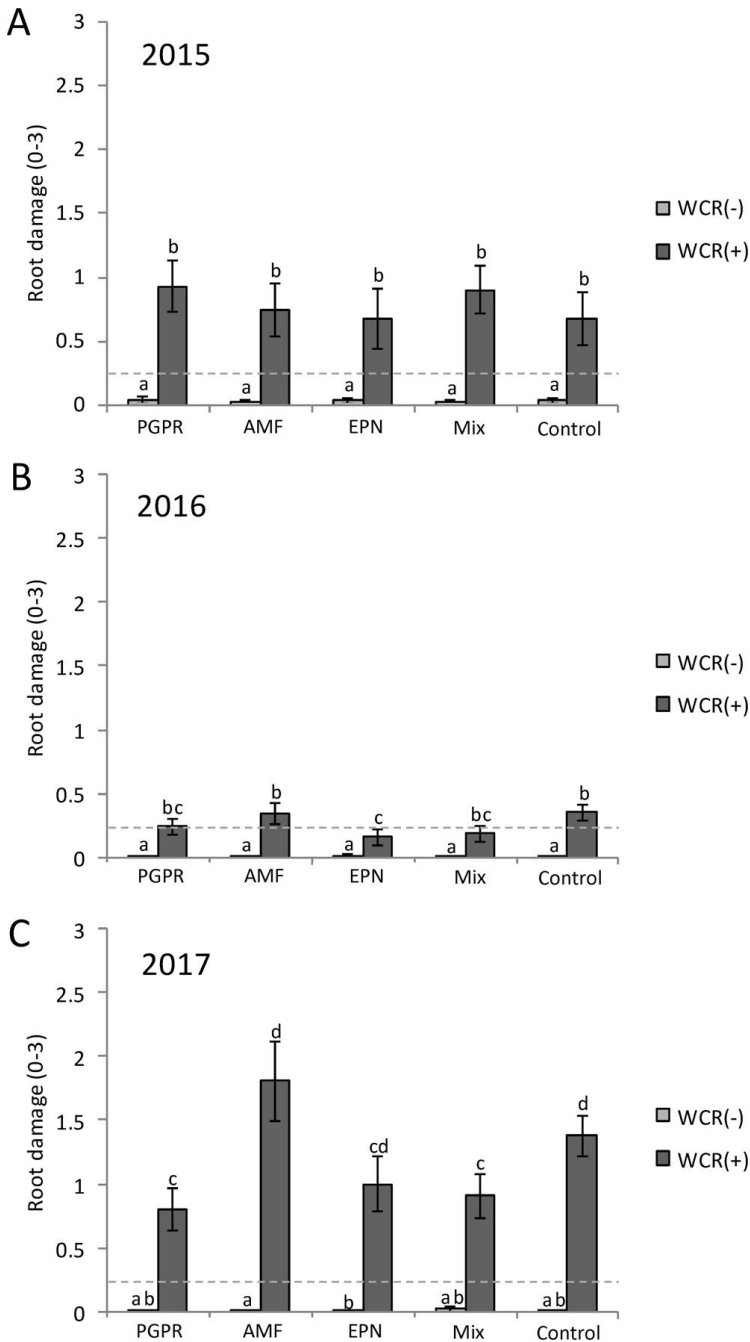 A
2015
Root damage (0-3)
3
2.5
2
1.5
1
0.5
0
b
b
b
b
b
a
a
a
a
a
PGPR
AMF
EPN
Mix
Control
WCR(-)
WCR(+)
B
2016
Root damage (0-3)
3
2.5
2
1.5
1
0.5
0
bc
b
c
bc
b
a
a
a
a
a
PGPR
AMF
EPN
Mix
Control
WCR(-)
WCR(+)
C
2017
Root damage (0-3)
3
2.5
2
1.5
1
0.5
0
c
d
cd
c
d
ab
a
b
ab
ab
PGPR
AMF
EPN
Mix
Control
WCR(-)
WCR(+)